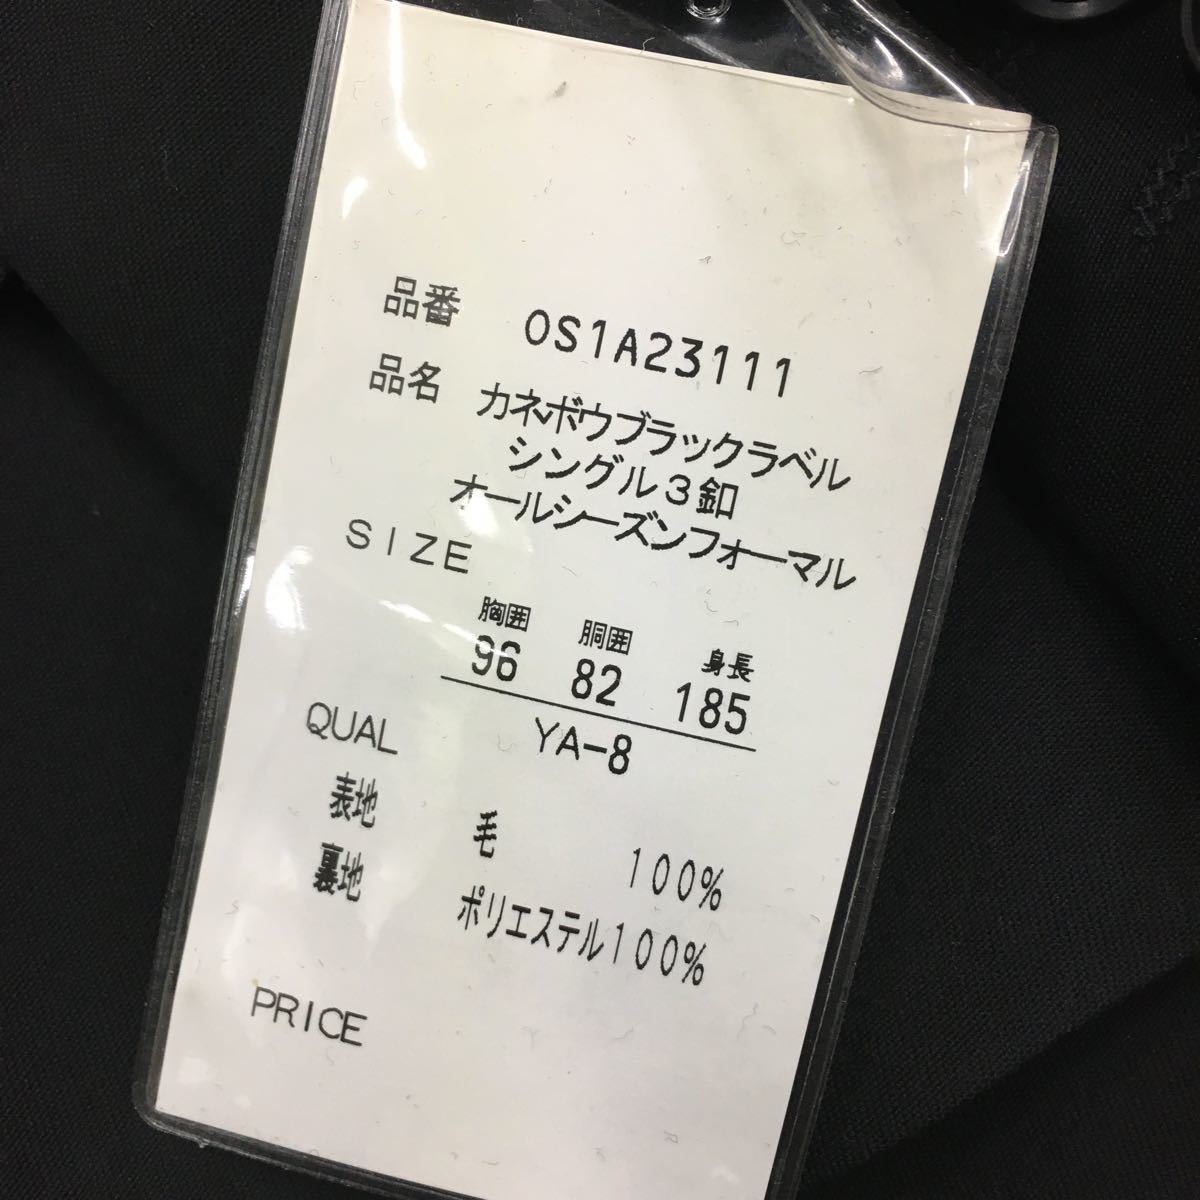 品番 OS1A23111
品名 カネボウブラックラベル
シングル3釦
オールシーズンフォーマル
SIZE
胸囲 胴囲 身長
96 82 185
YA-8
QUAL
表地 毛 100%
裏地 ポリエステル100%
PRICE